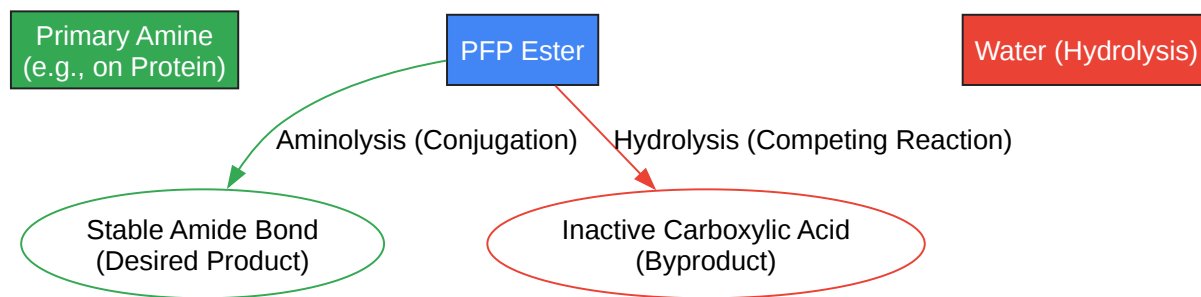 Primary Amine
(e.g., on Protein)
PFP Ester
Water (Hydrolysis)
Aminolysis (Conjugation)
Hydrolysis (Competing Reaction)
Stable Amide Bond
(Desired Product)
Inactive Carboxylic Acid
(Byproduct)